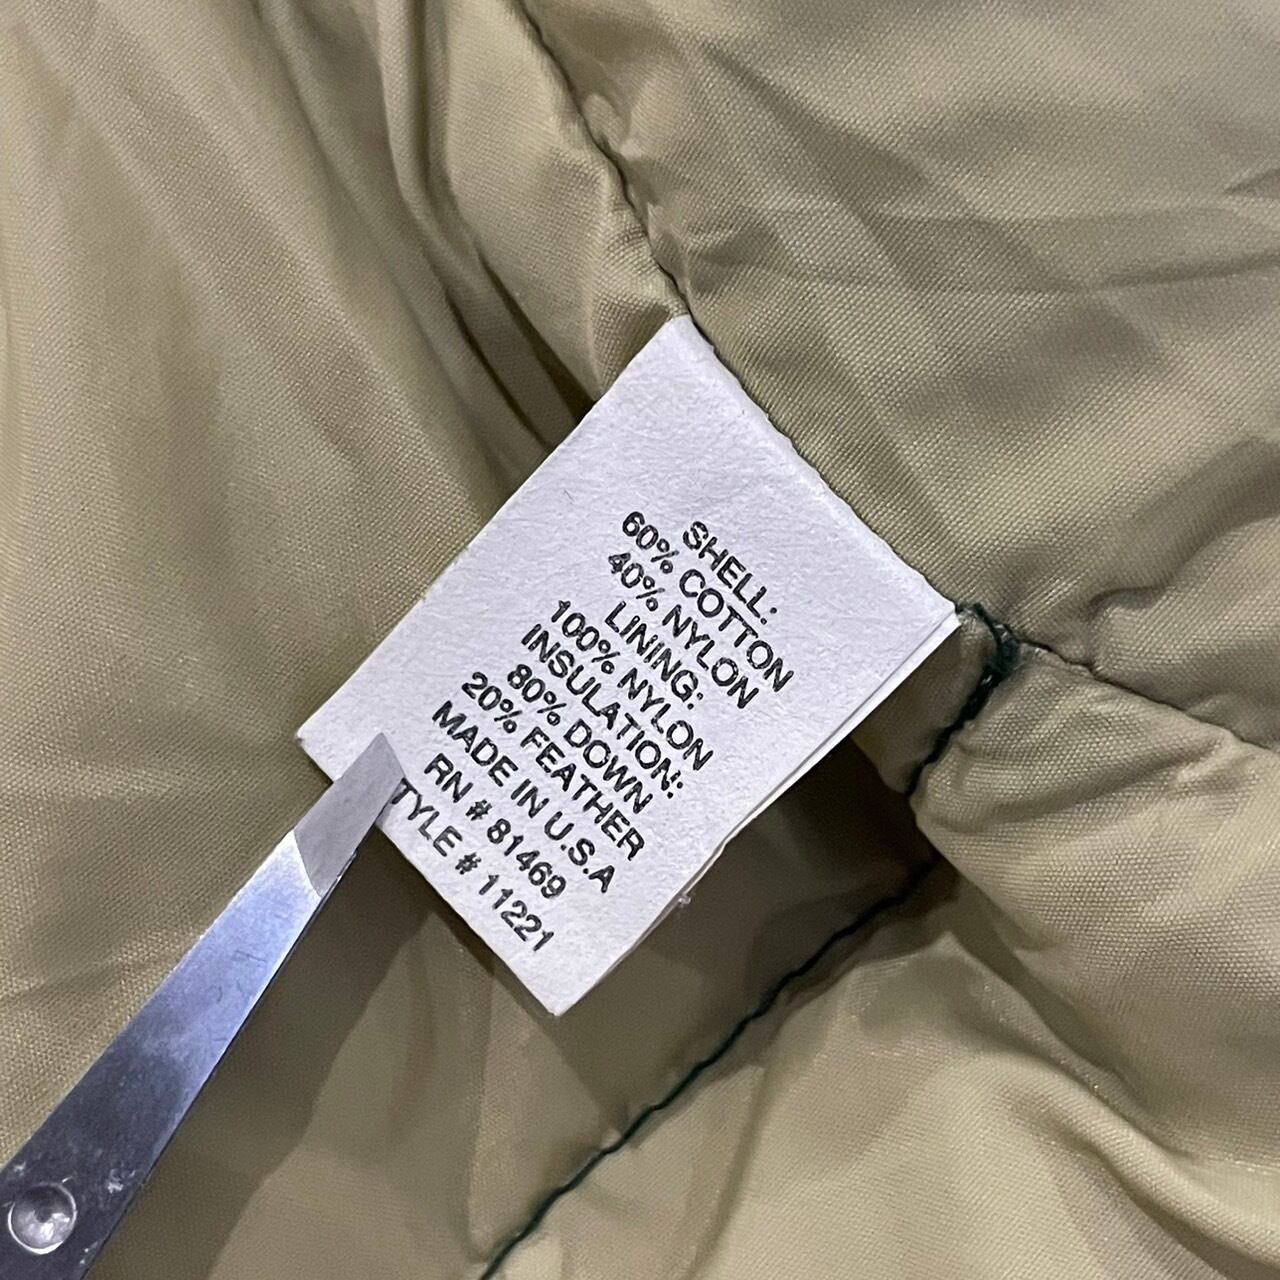 SHELL:
60% COTTON
40% NYLON
LINING:
100% NYLON
INSULATION:
80% DOWN
20% FEATHER
MADE IN U.S.A
RN # 81469
TYLE # 11221